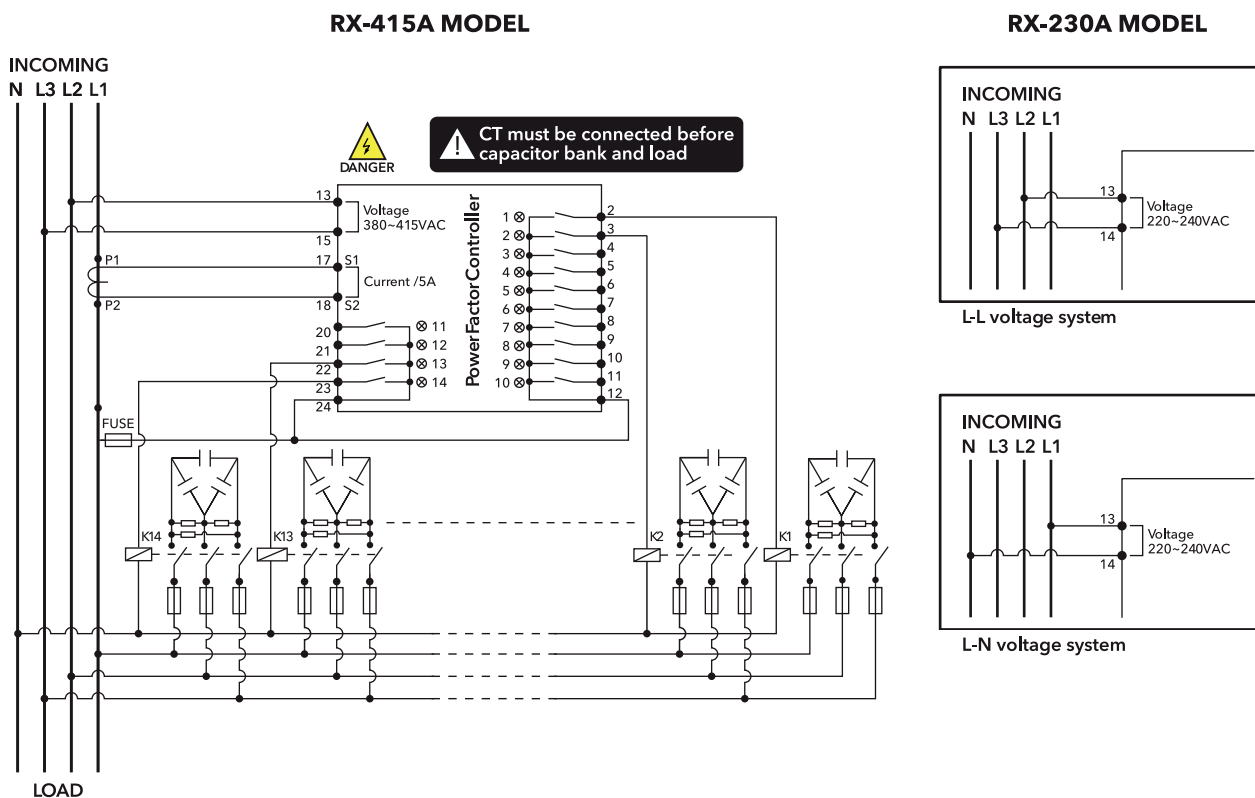 RX-415A MODEL
INCOMING
N L3 L2 L1
DANGER
CT must be connected before
capacitor bank and load
13
15
Voltage
380~415VAC
P1
P2
17
18
S1
S2
Current /5A
20
21
22
23
24
11
12
13
14
Power Factor Controller
1
2
3
4
5
6
7
8
9
10
2
3
4
5
6
7
8
9
10
11
12
FUSE
K14
K13
K2
K1
LOAD
RX-230A MODEL
INCOMING
N L3 L2 L1
13
14
Voltage
220~240VAC
L-L voltage system
INCOMING
N L3 L2 L1
13
14
Voltage
220~240VAC
L-N voltage system